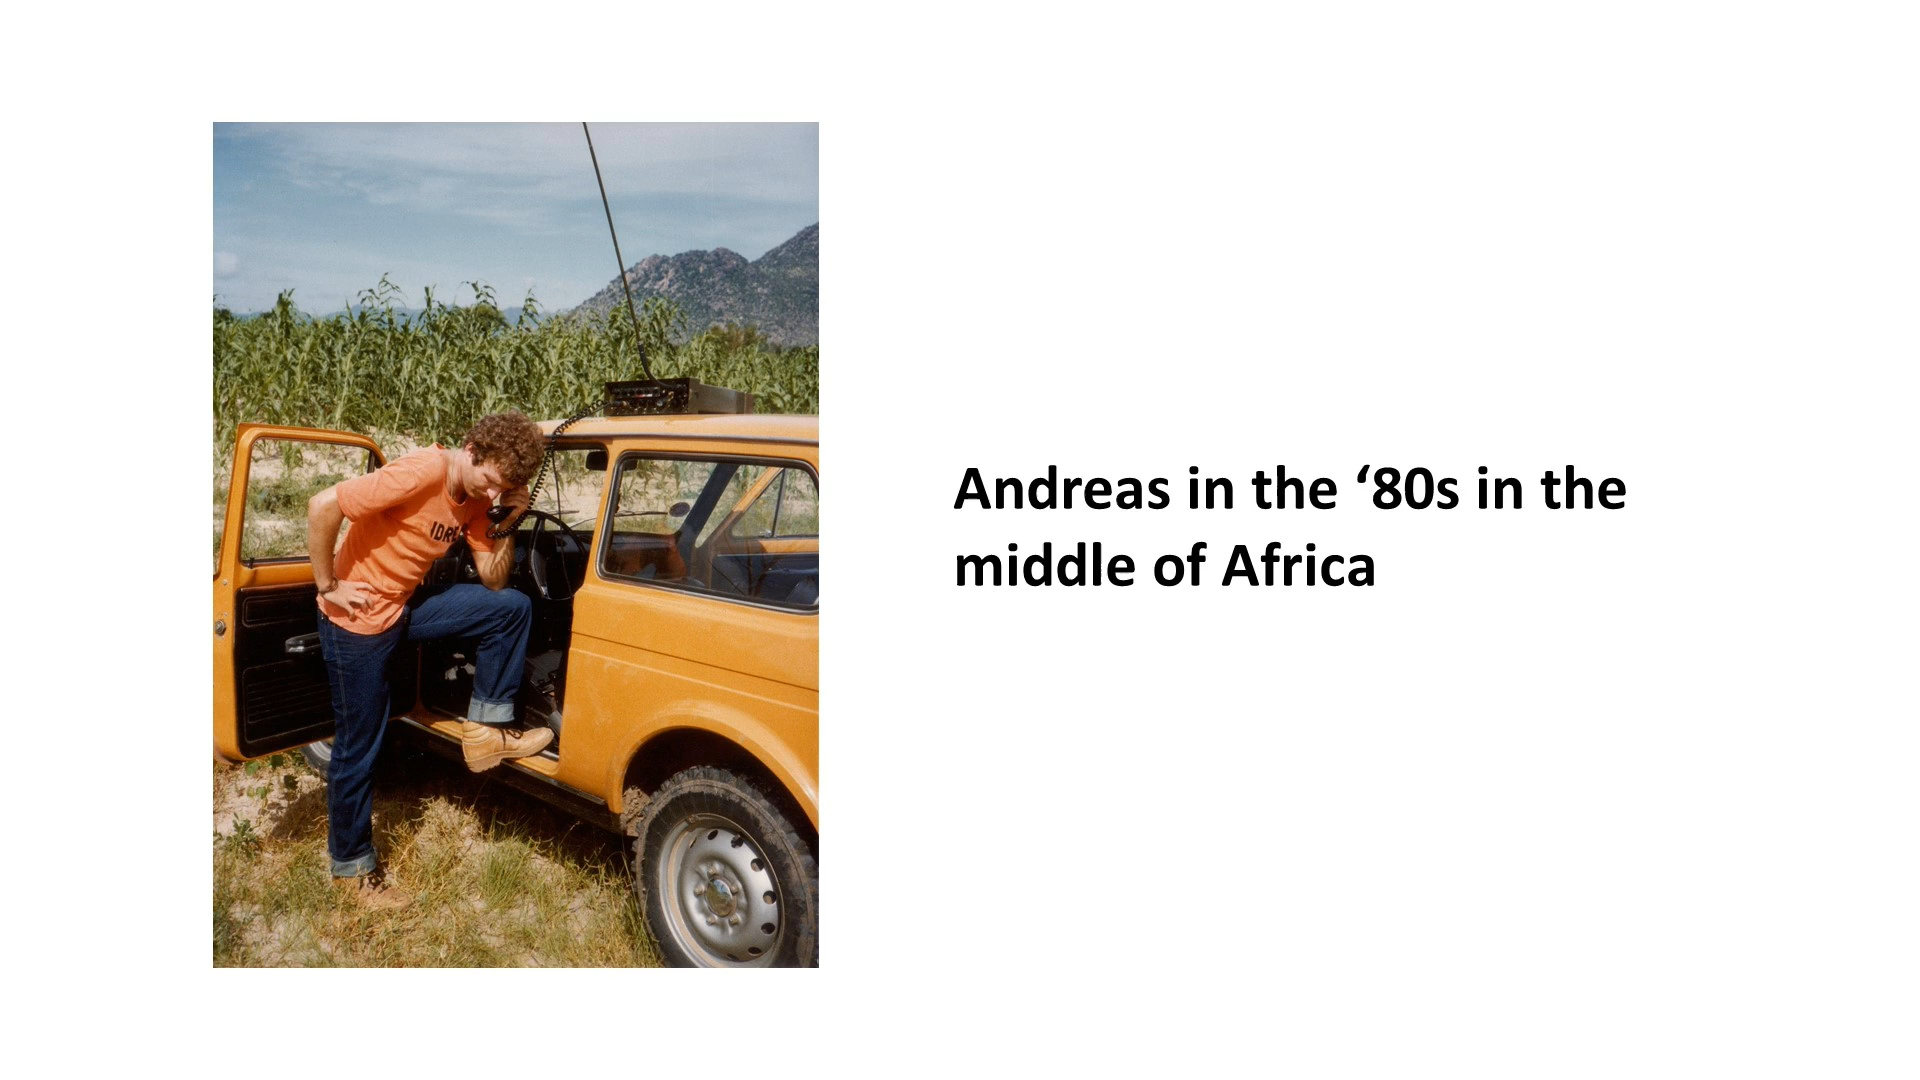 Andreas in the ‘80s in the
middle of Africa